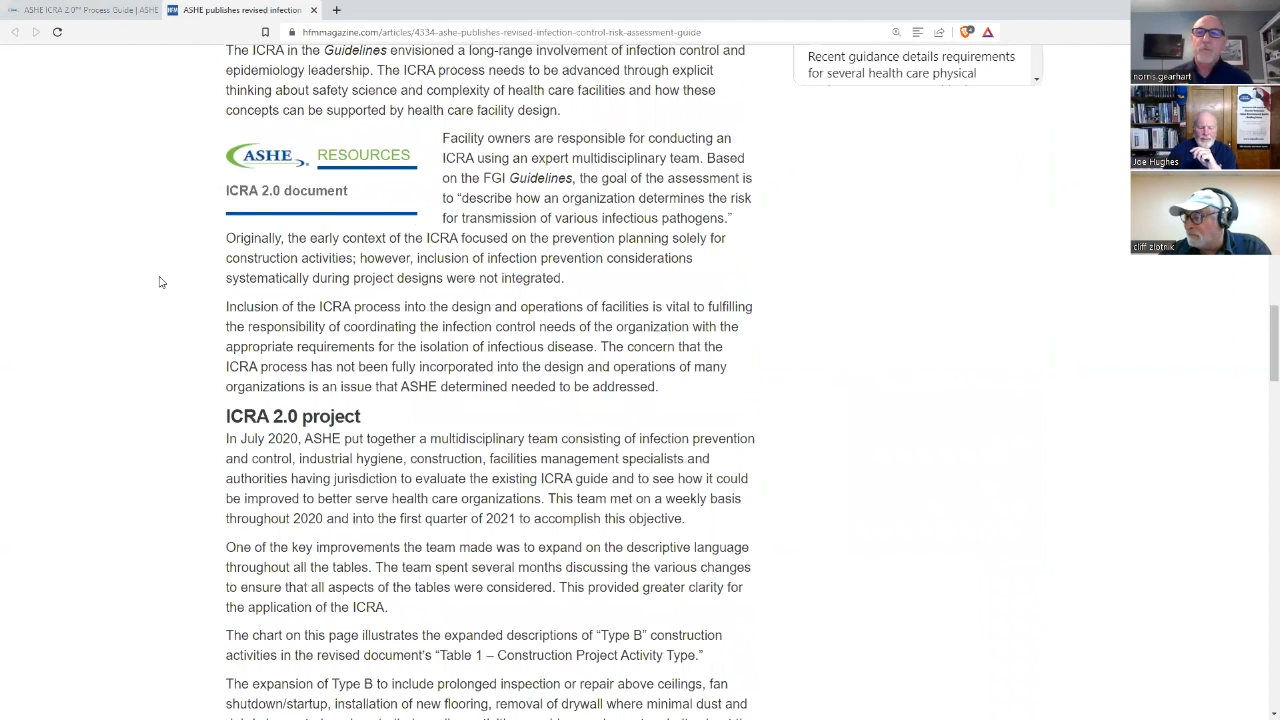 ASHE ICRA 2.0™ Process Guide | ASHE
HFM
ASHE publishes revised infection
hfmmagazine.com/articles/4334-ashe-publishes-revised-infection-control-risk-assessment-guide
The ICRA in the Guidelines envisioned a long-range involvement of infection control and
epidemiology leadership. The ICRA process needs to be advanced through explicit
thinking about safety science and complexity of health care facilities and how these
concepts can be supported by health care facility design.
Recent guidance details requirements
for several health care physical
ASHE RESOURCES
ICRA 2.0 document
Facility owners are responsible for conducting an
ICRA using an expert multidisciplinary team. Based
on the FGI Guidelines, the goal of the assessment is
to “describe how an organization determines the risk
for transmission of various infectious pathogens.”
Originally, the early context of the ICRA focused on the prevention planning solely for
construction activities; however, inclusion of infection prevention considerations
systematically during project designs were not integrated.
Inclusion of the ICRA process into the design and operations of facilities is vital to fulfilling
the responsibility of coordinating the infection control needs of the organization with the
appropriate requirements for the isolation of infectious disease. The concern that the
ICRA process has not been fully incorporated into the design and operations of many
organizations is an issue that ASHE determined needed to be addressed.
ICRA 2.0 project
In July 2020, ASHE put together a multidisciplinary team consisting of infection prevention
and control, industrial hygiene, construction, facilities management specialists and
authorities having jurisdiction to evaluate the existing ICRA guide and to see how it could
be improved to better serve health care organizations. This team met on a weekly basis
throughout 2020 and into the first quarter of 2021 to accomplish this objective.
One of the key improvements the team made was to expand on the descriptive language
throughout all the tables. The team spent several months discussing the various changes
to ensure that all aspects of the tables were considered. This provided greater clarity for
the application of the ICRA.
The chart on this page illustrates the expanded descriptions of “Type B” construction
activities in the revised document’s “Table 1 – Construction Project Activity Type.”
The expansion of Type B to include prolonged inspection or repair above ceilings, fan
shutdown/startup, installation of new flooring, removal of drywall where minimal dust and
norris.gearhart
Joe Hughes
cliff zlotnik